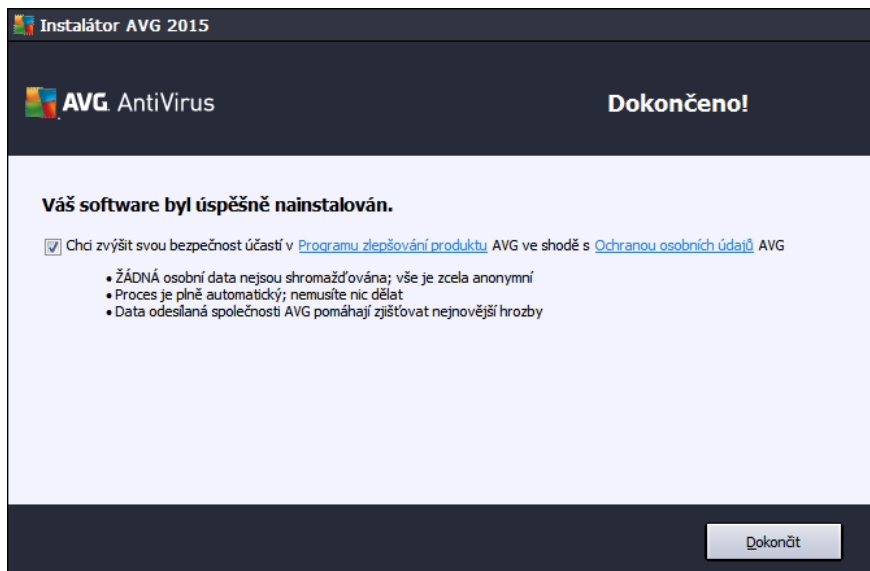 Instalátor AVG 2015
AVG. AntiVirus
Dokončeno!
Váš software byl úspěšně nainstalován.
Chci zvýšit svou bezpečnost účastí v Programu zlepšování produktu AVG ve shodě s Ochranou osobních údajů AVG
• ŽÁDNÁ osobní data nejsou shromažďována; vše je zcela anonymní
• Proces je plně automatický; nemusíte nic dělat
• Data odesílaná společnosti AVG pomáhají zjišťovat nejnovější hrozby
Dokončit